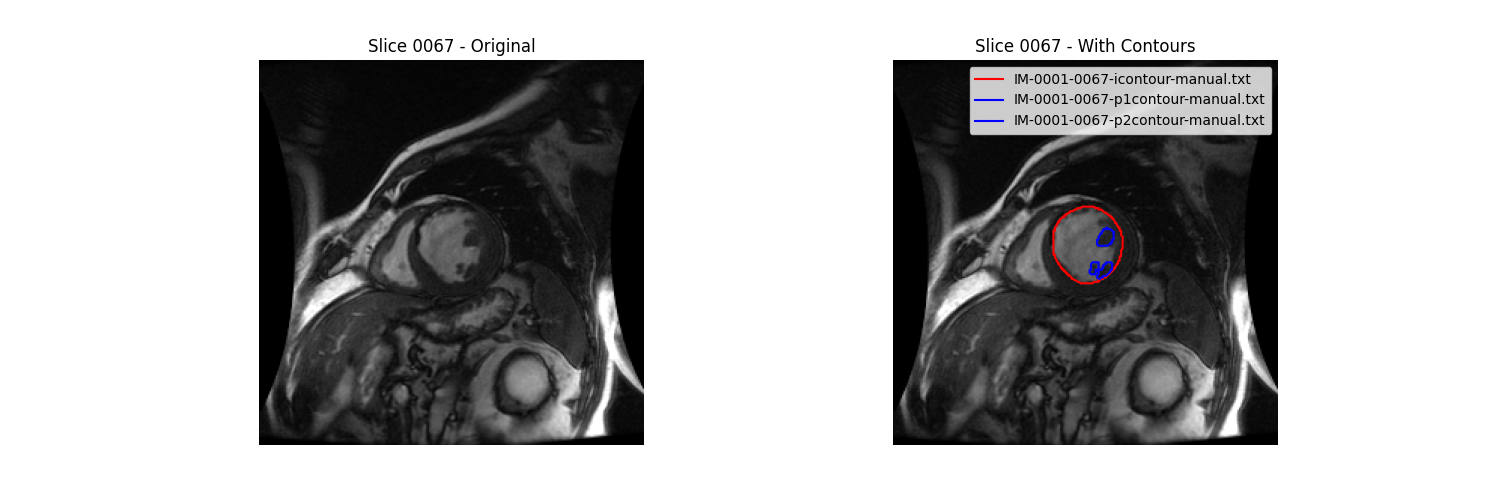 Slice 0067 - Original
Slice 0067 - With Contours
IM-0001-0067-icontour-manual.txt
IM-0001-0067-p1contour-manual.txt
IM-0001-0067-p2contour-manual.txt